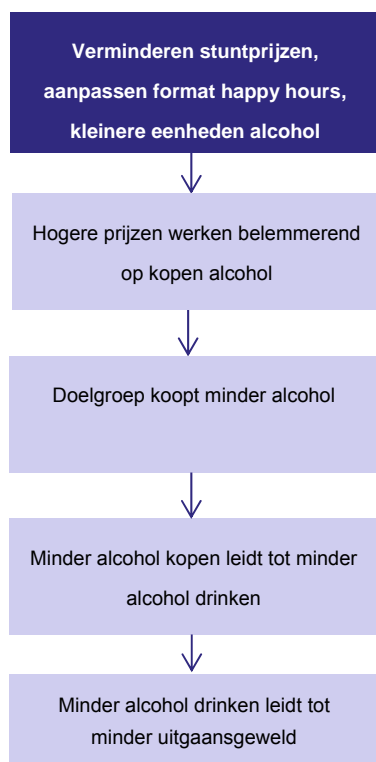 Verminderen stuntprijzen,
aanpassen format happy hours,
kleinere eenheden alcohol
Hogere prijzen werken belemmerend
op kopen alcohol
Doelgroep koopt minder alcohol
Minder alcohol kopen leidt tot minder
alcohol drinken
Minder alcohol drinken leidt tot
minder uitgaansgeweld